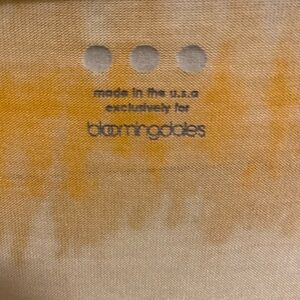 made in the u.s.a
exclusively for
bloomingdales